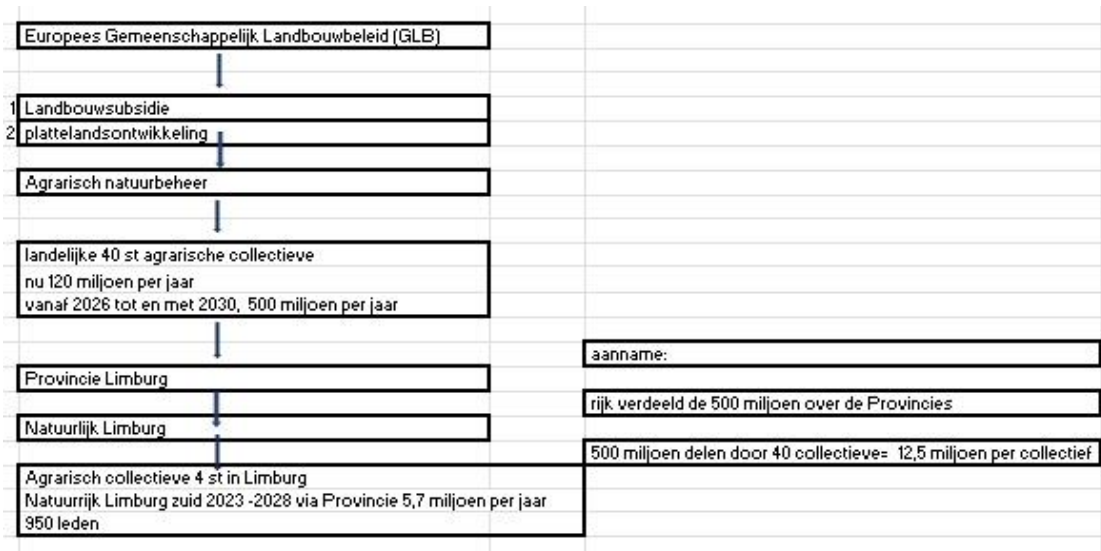 Europees Gemeenschappelijk Landbouwbeleid (GLB)
1 Landbouwsubsidie
2 plattelandsontwikkeling
Agrarisch natuurbeheer
landelijke 40 st agrarische collectieve
nu 120 miljoen per jaar
vanaf 2026 tot en met 2030, 500 miljoen per jaar
aanname:
Provincie Limburg
rijk verdeeld de 500 miljoen over de Provincies
Natuurlijk Limburg
500 miljoen delen door 40 collectieve= 12,5 miljoen per collectief
Agrarisch collectieve 4 st in Limburg
Natuurrijk Limburg zuid 2023 -2028 via Provincie 5,7 miljoen per jaar
950 leden